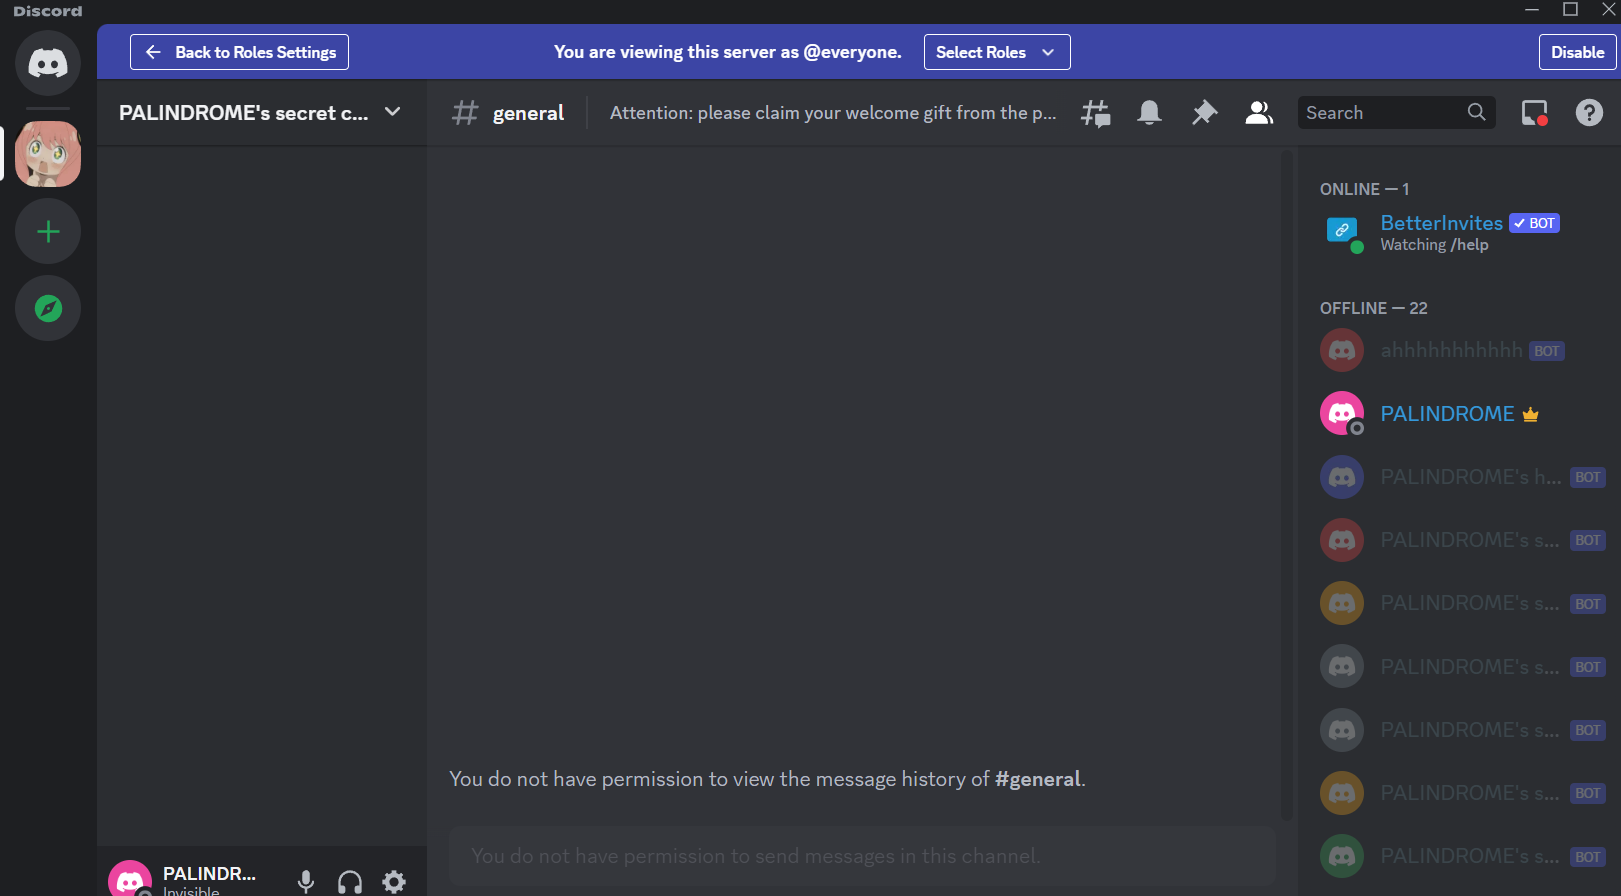 Discord
Back to Roles Settings
You are viewing this server as @everyone.
Select Roles
Disable
PALINDROME's secret c...
general
Attention: please claim your welcome gift from the p...
Search
ONLINE — 1
BetterInvites BOT
Watching /help
OFFLINE — 22
ahhhhhhhhhhh BOT
PALINDROME
PALINDROME's h... BOT
PALINDROME's s... BOT
PALINDROME's s... BOT
PALINDROME's s... BOT
PALINDROME's s... BOT
PALINDROME's s... BOT
PALINDROME's s... BOT
You do not have permission to view the message history of #general.
You do not have permission to send messages in this channel.
PALINDR...
Invisible